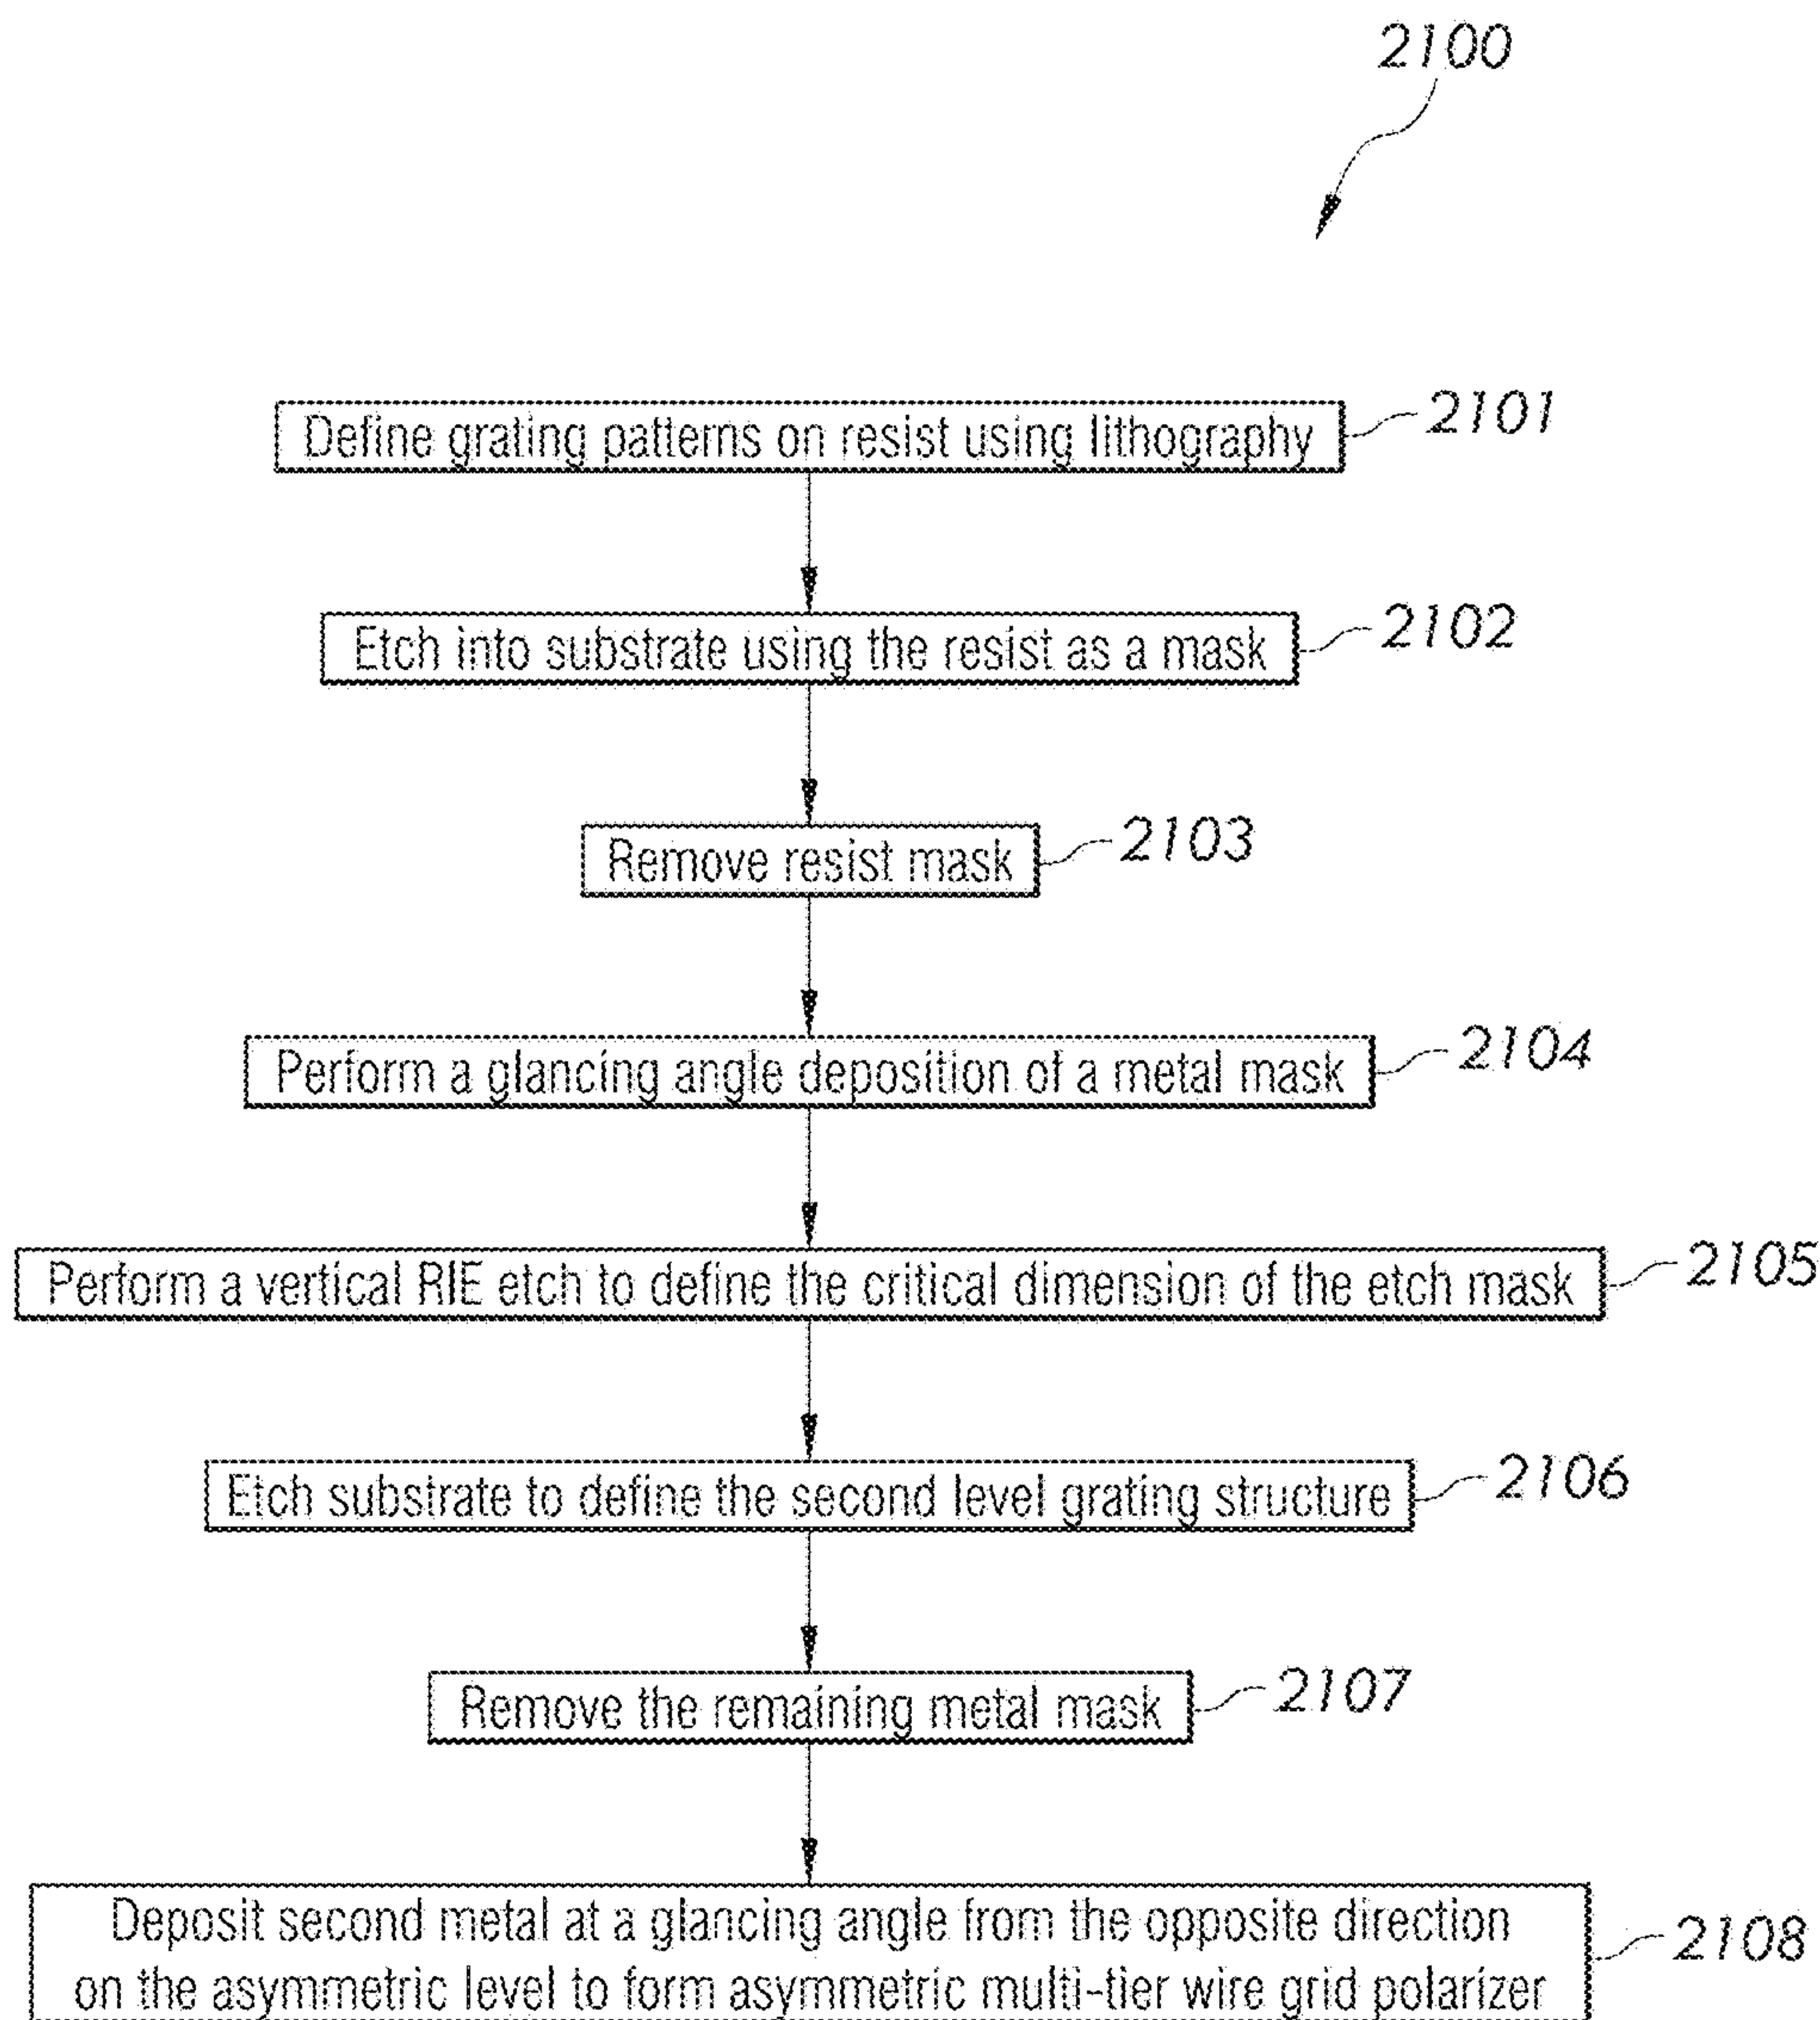 2100
Define grating patterns on resist using lithography
2101
Etch into substrate using the resist as a mask
2102
Remove resist mask
2103
Perform a glancing angle deposition of a metal mask
2104
Perform a vertical RIE etch to define the critical dimension of the etch mask
2105
Etch substrate to define the second level grating structure
2106
Remove the remaining metal mask
2107
Deposit second metal at a glancing angle from the opposite direction
on the asymmetric level to form asymmetric multi-tier wire grid polarizer
2108